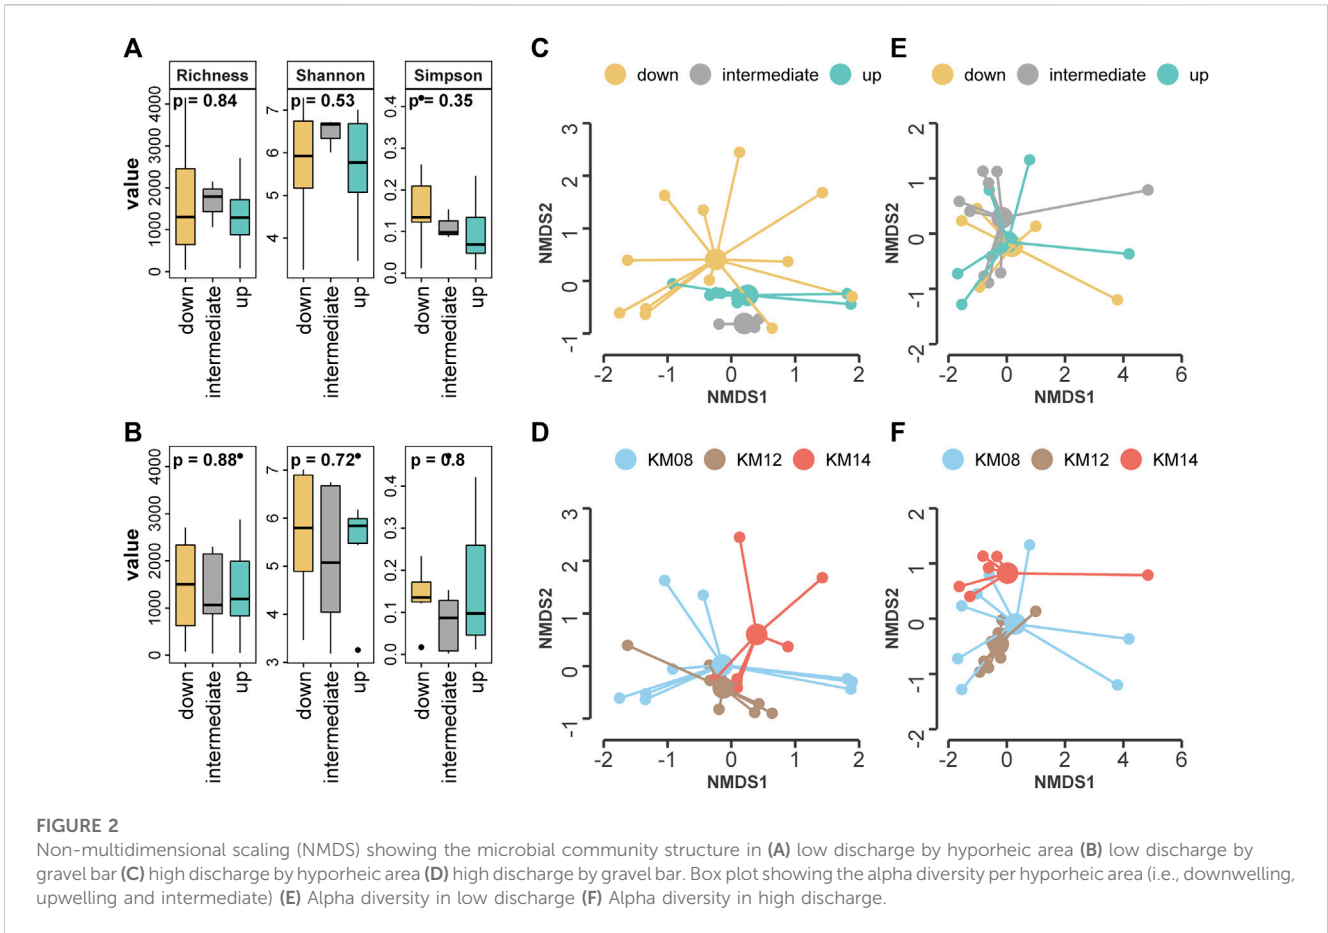 A
Richness
Shannon
Simpson
p = 0.84
p = 0.53
p = 0.35
value
0
1000
2000
3000
4000
4
5
6
7
0.0
0.1
0.2
0.3
0.4
down
intermediate
up
down
intermediate
up
down
intermediate
up
B
p = 0.88
p = 0.72
p = 0.8
value
0
1000
2000
3000
4000
3
4
5
6
7
0.0
0.1
0.2
0.3
0.4
down
intermediate
up
down
intermediate
up
down
intermediate
up
C
down intermediate up
NMDS2
3
2
1
0
-1
-2 -1 0 1 2
NMDS1
D
KM08 KM12 KM14
NMDS2
3
2
1
0
-1
-2 -1 0 1 2
NMDS1
E
down intermediate up
NMDS2
2
1
0
-1
-2
-2 0 2 4 6
NMDS1
F
KM08 KM12 KM14
NMDS2
2
1
0
-1
-2
-2 0 2 4 6
NMDS1
FIGURE 2
Non-multidimensional scaling (NMDS) showing the microbial community structure in (A) low discharge by hyporheic area (B) low discharge by
gravel bar (C) high discharge by hyporheic area (D) high discharge by gravel bar. Box plot showing the alpha diversity per hyporheic area (i.e., downwelling,
upwelling and intermediate) (E) Alpha diversity in low discharge (F) Alpha diversity in high discharge.